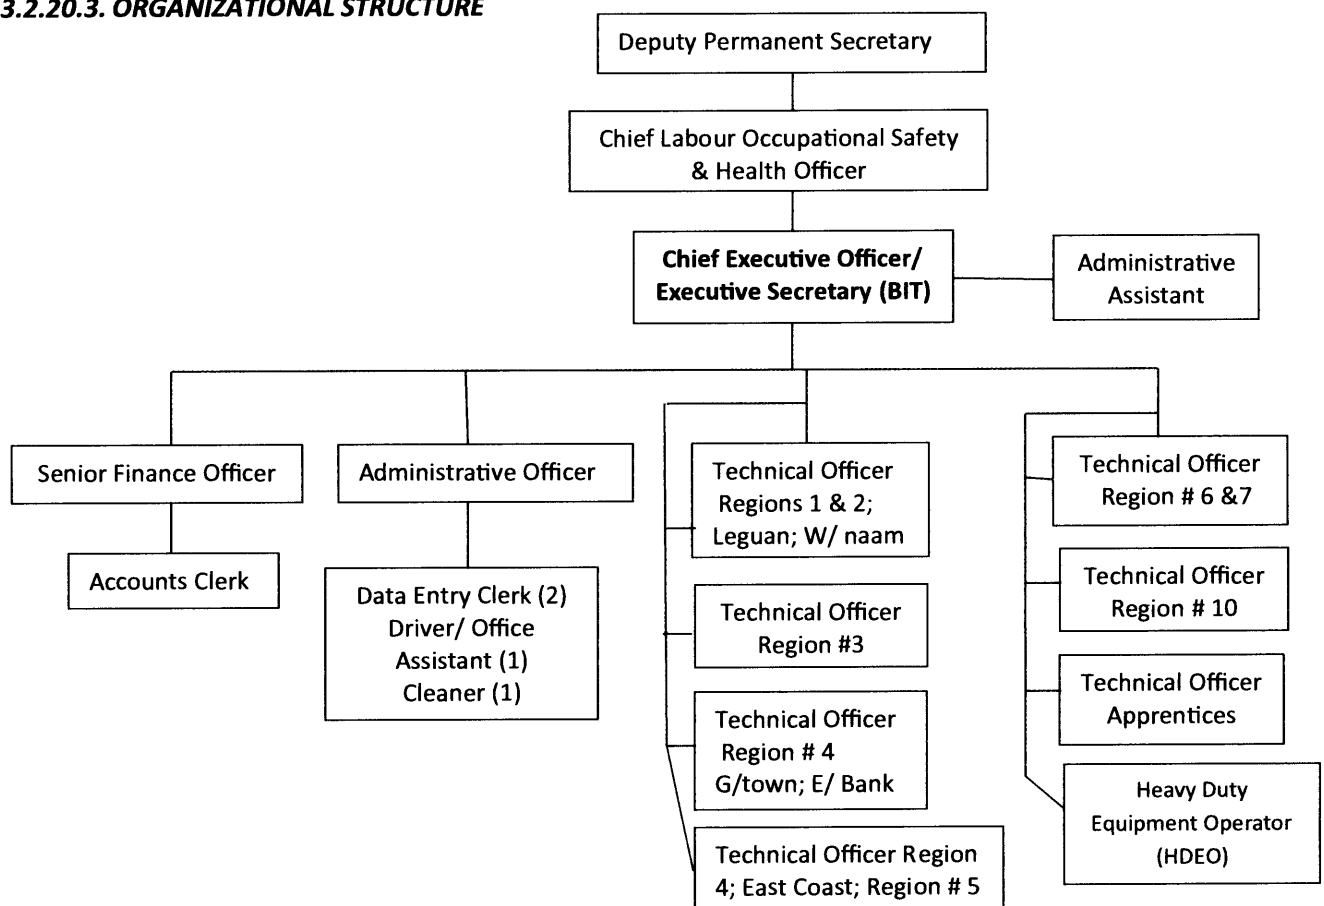 3.2.20.3. ORGANIZATIONAL STRUCTURE
Deputy Permanent Secretary
Chief Labour Occupational Safety
& Health Officer
Chief Executive Officer/
Executive Secretary (BIT)
Administrative
Assistant
Senior Finance Officer
Accounts Clerk
Administrative Officer
Data Entry Clerk (2)
Driver/ Office
Assistant (1)
Cleaner (1)
Technical Officer
Regions 1 & 2;
Leguan; W/ naam
Technical Officer
Region #3
Technical Officer
Region # 4
G/town; E/ Bank
Technical Officer Region
4; East Coast; Region # 5
Technical Officer
Region # 6 &7
Technical Officer
Region # 10
Technical Officer
Apprentices
Heavy Duty
Equipment Operator
(HDEO)